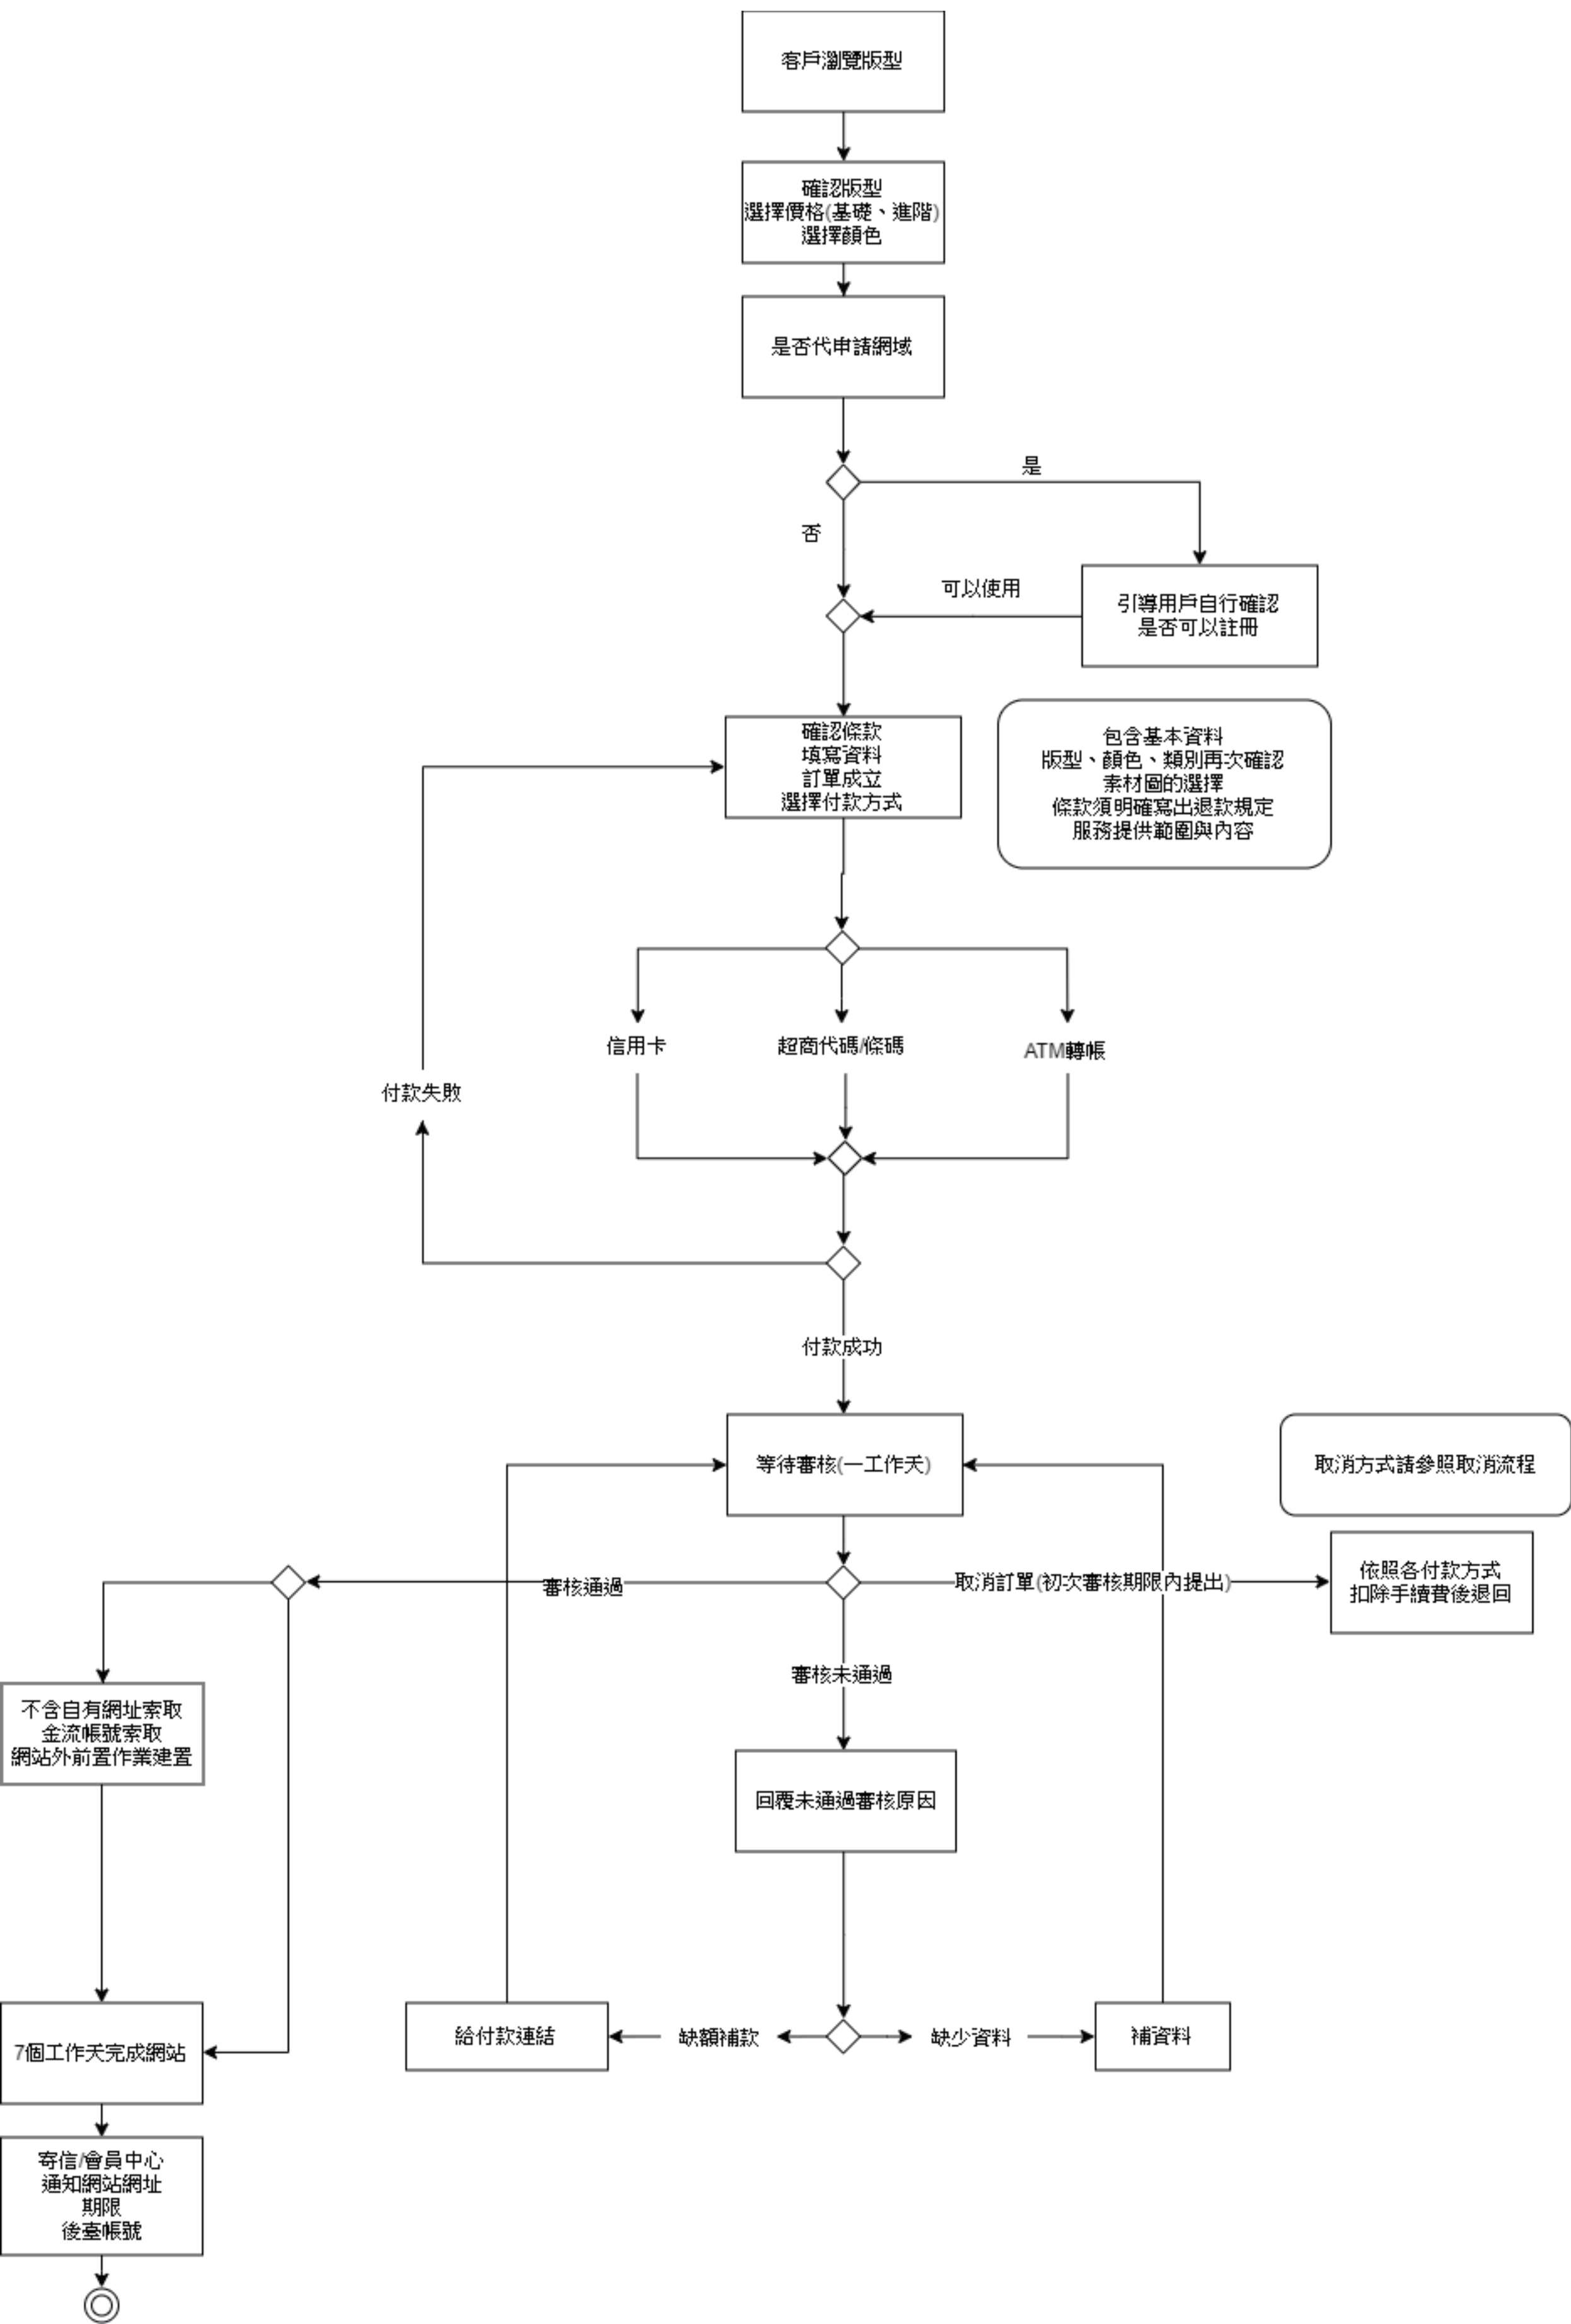 客戶瀏覽版型
確認版型
選擇價格(基礎、進階)
選擇顏色
是否代申請網域
是
否
可以使用
引導用戶自行確認
是否可以註冊
確認條款
填寫資料
訂單成立
選擇付款方式
包含基本資料
版型、顏色、類別再次確認
素材圖的選擇
條款須明確寫出退款規定
服務提供範圍與內容
信用卡
超商代碼/條碼
ATM轉帳
付款失敗
付款成功
等待審核(一工作天)
取消方式請參照取消流程
審核通過
取消訂單(初次審核期限內提出)
依照各付款方式
扣除手續費後退回
審核未通過
不含自有網址索取
金流帳號索取
網站外前置作業建置
回覆未通過審核原因
7個工作天完成網站
給付款連結
缺額補款
缺少資料
補資料
寄信/會員中心
通知網站網址
期限
後臺帳號